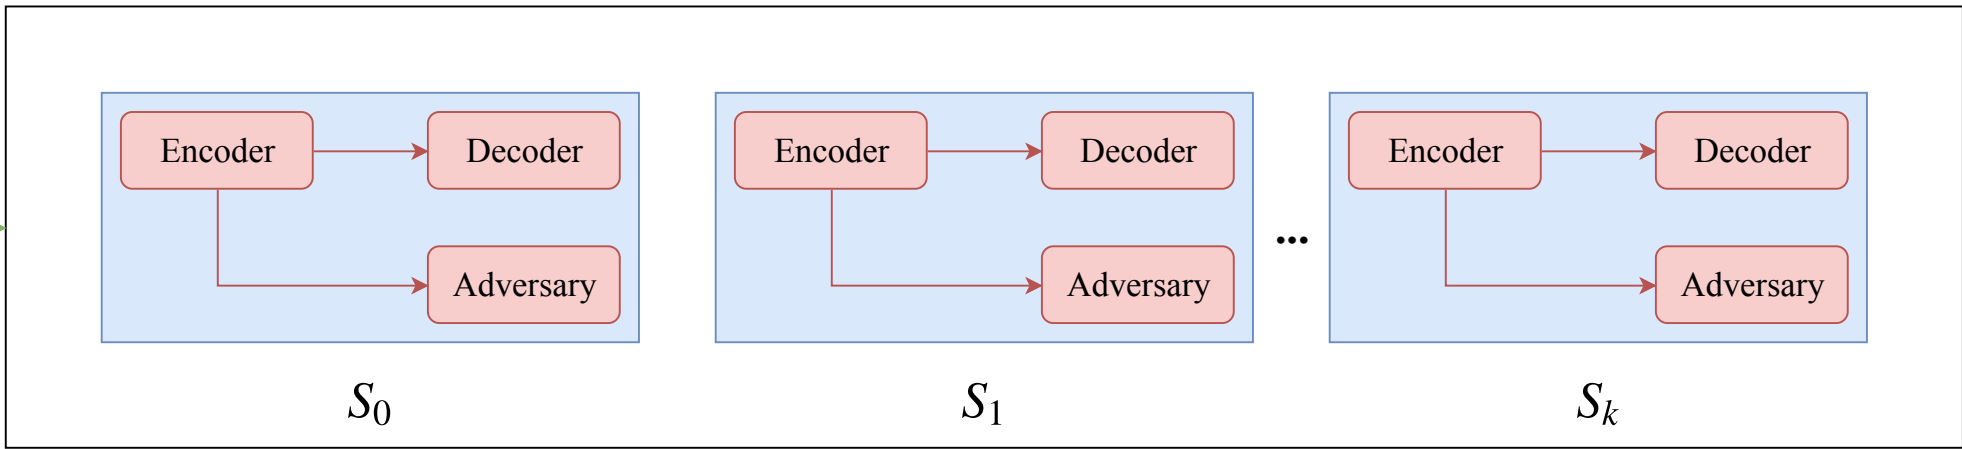 Encoder Decoder Encoder Decoder Encoder Decoder
...
Adversary Adversary Adversary
S0 S1 Sk